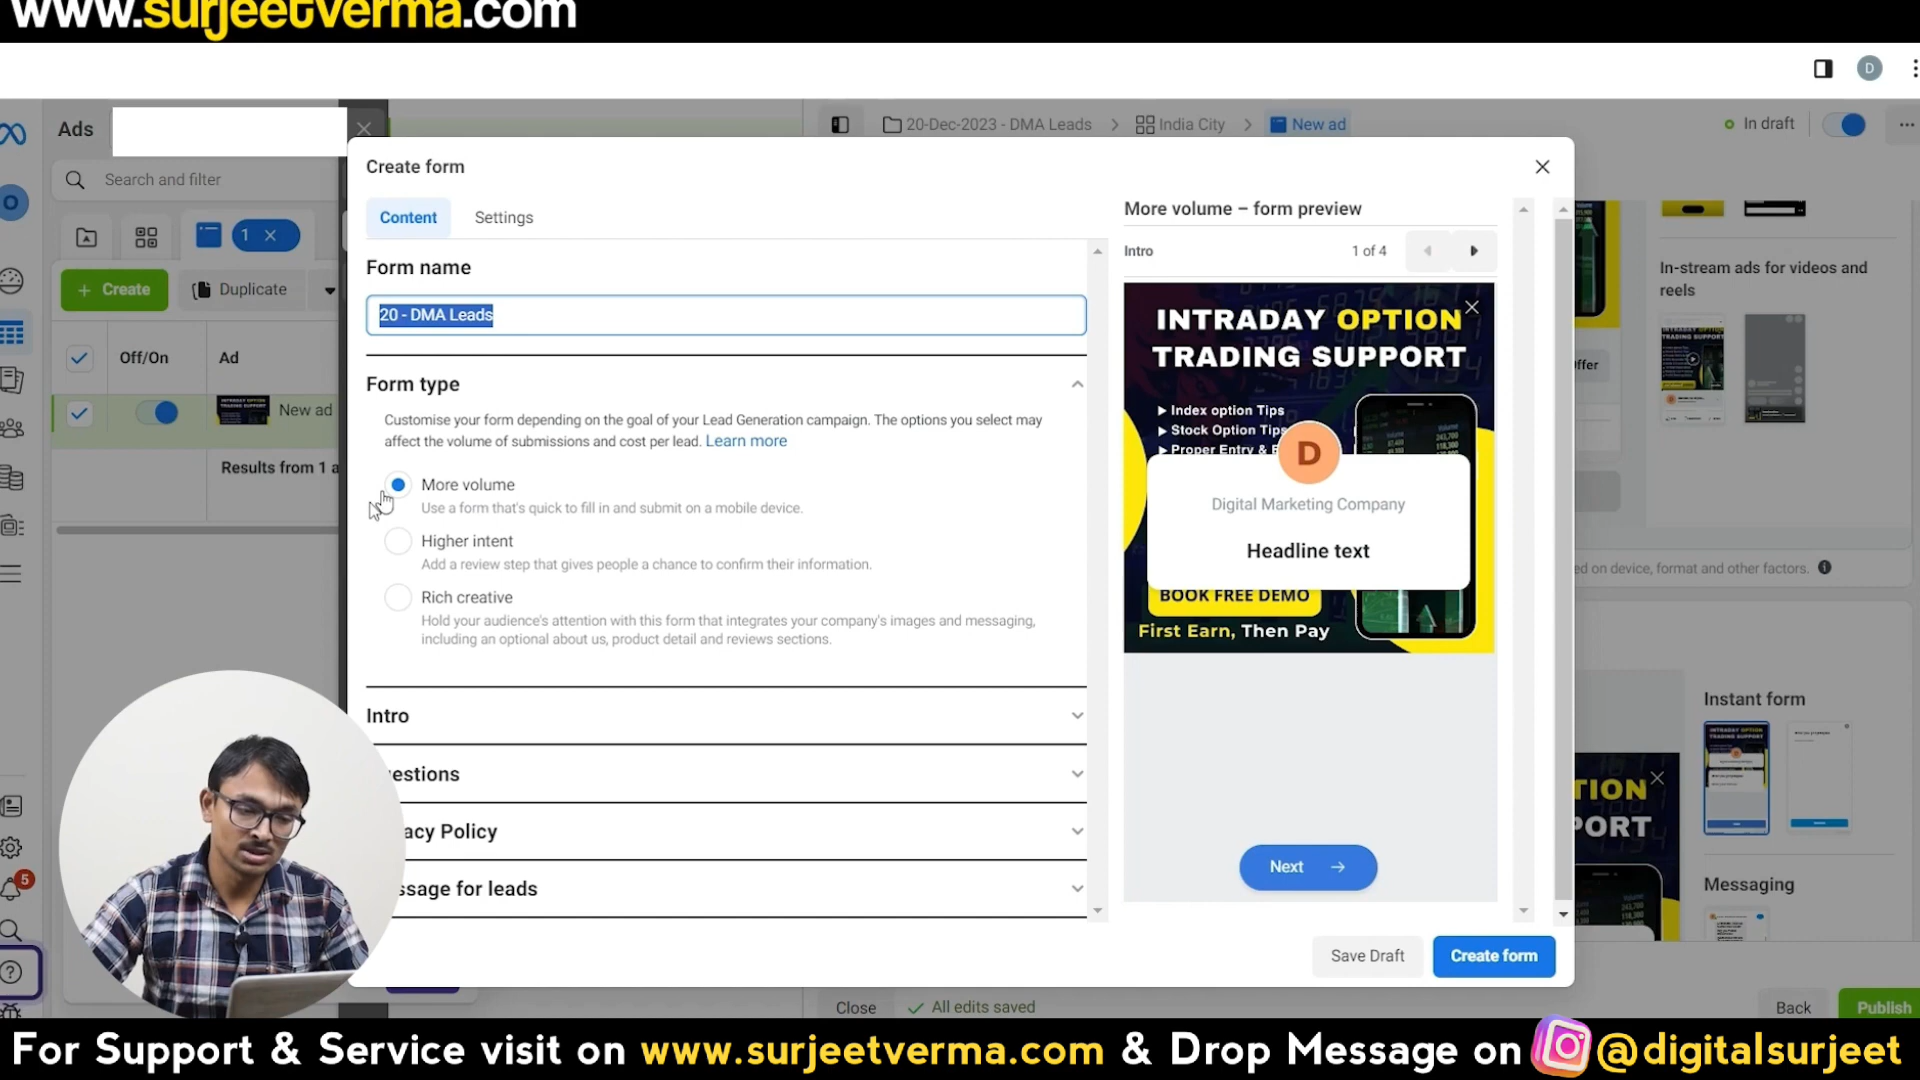 www.surjeetverma.com
D
Ads
20-Dec-2023 - DMA Leads
India City
New ad
In draft
Search and filter
1
Create
Duplicate
Off/On
Ad
New ad
Results from 1 a
Create form
Content
Settings
Form name
20 - DMA Leads
Form type
Customise your form depending on the goal of your Lead Generation campaign. The options you select may
affect the volume of submissions and cost per lead. Learn more
More volume
Use a form that's quick to fill in and submit on a mobile device.
Higher intent
Add a review step that gives people a chance to confirm their information.
Rich creative
Hold your audience's attention with this form that integrates your company's images and messaging,
including an optional about us, product detail and reviews sections.
Intro
estions
acy Policy
ssage for leads
More volume – form preview
Intro
1 of 4
INTRADAY OPTION
TRADING SUPPORT
Index option Tips
Stock Option Tips
Proper Entry & E
D
Digital Marketing Company
Headline text
BOOK FREE DEMO
First Earn, Then Pay
Next
Save Draft
Create form
In-stream ads for videos and
reels
ffer
ed on device, format and other factors.
Instant form
TION
PORT
Messaging
5
Close
All edits saved
Back
Publish
For Support & Service visit on www.surjeetverma.com & Drop Message on @digitalsurjeet